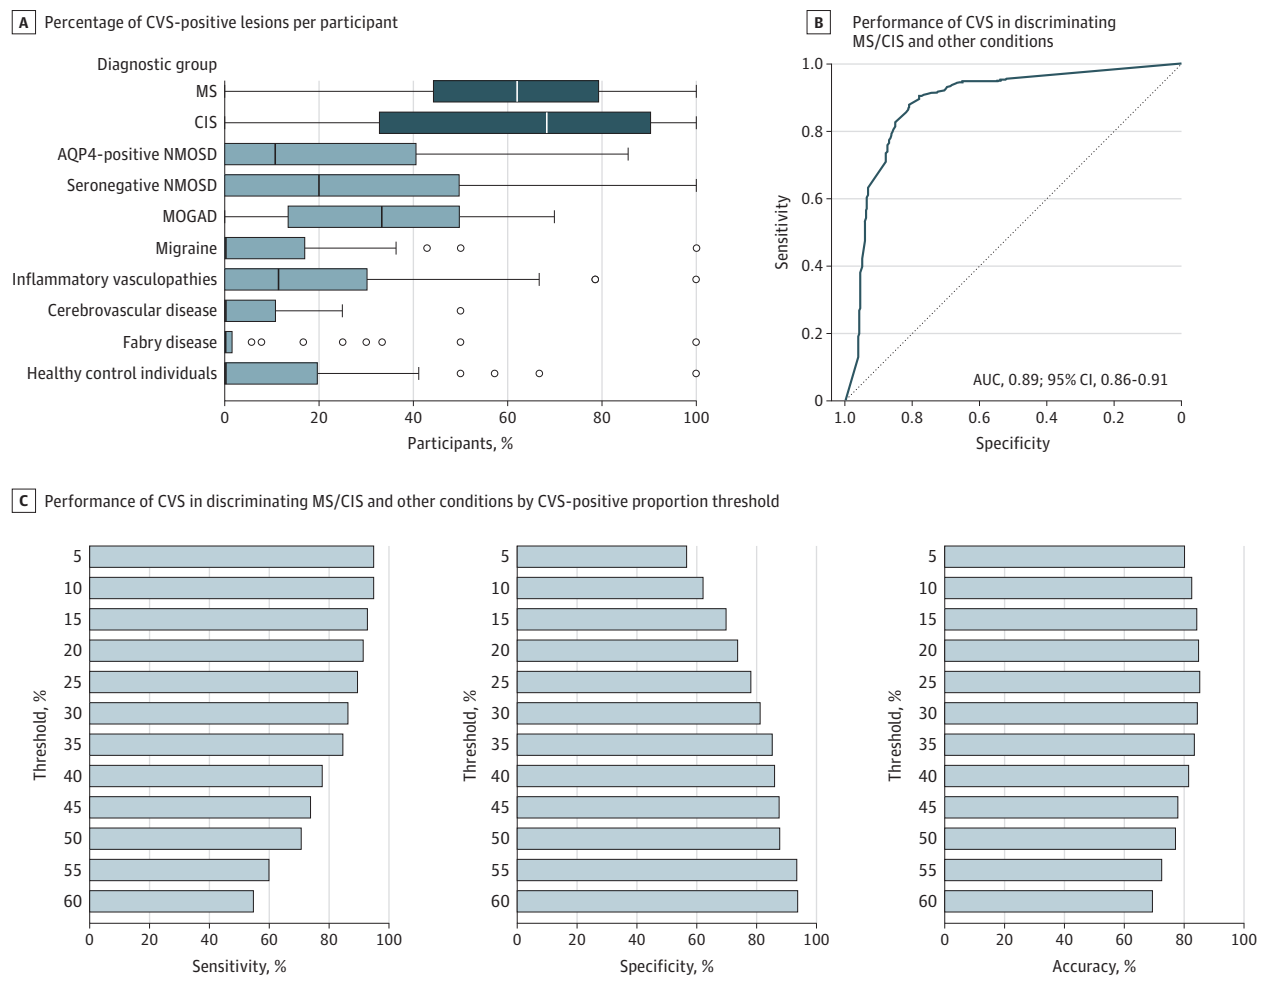 A Percentage of CVS-positive lesions per participant
Diagnostic group
MS
CIS
AQP4-positive NMOSD
Seronegative NMOSD
MOGAD
Migraine
Inflammatory vasculopathies
Cerebrovascular disease
Fabry disease
Healthy control individuals
0 20 40 60 80 100
Participants, %
B Performance of CVS in discriminating
MS/CIS and other conditions
1.0
0.8
0.6
0.4
0.2
0
Sensitivity
AUC, 0.89; 95% CI, 0.86-0.91
1.0 0.8 0.6 0.4 0.2 0
Specificity
C Performance of CVS in discriminating MS/CIS and other conditions by CVS-positive proportion threshold
Threshold, %
5
10
15
20
25
30
35
40
45
50
55
60
0 20 40 60 80 100
Sensitivity, %
Threshold, %
5
10
15
20
25
30
35
40
45
50
55
60
0 20 40 60 80 100
Specificity, %
Threshold, %
5
10
15
20
25
30
35
40
45
50
55
60
0 20 40 60 80 100
Accuracy, %